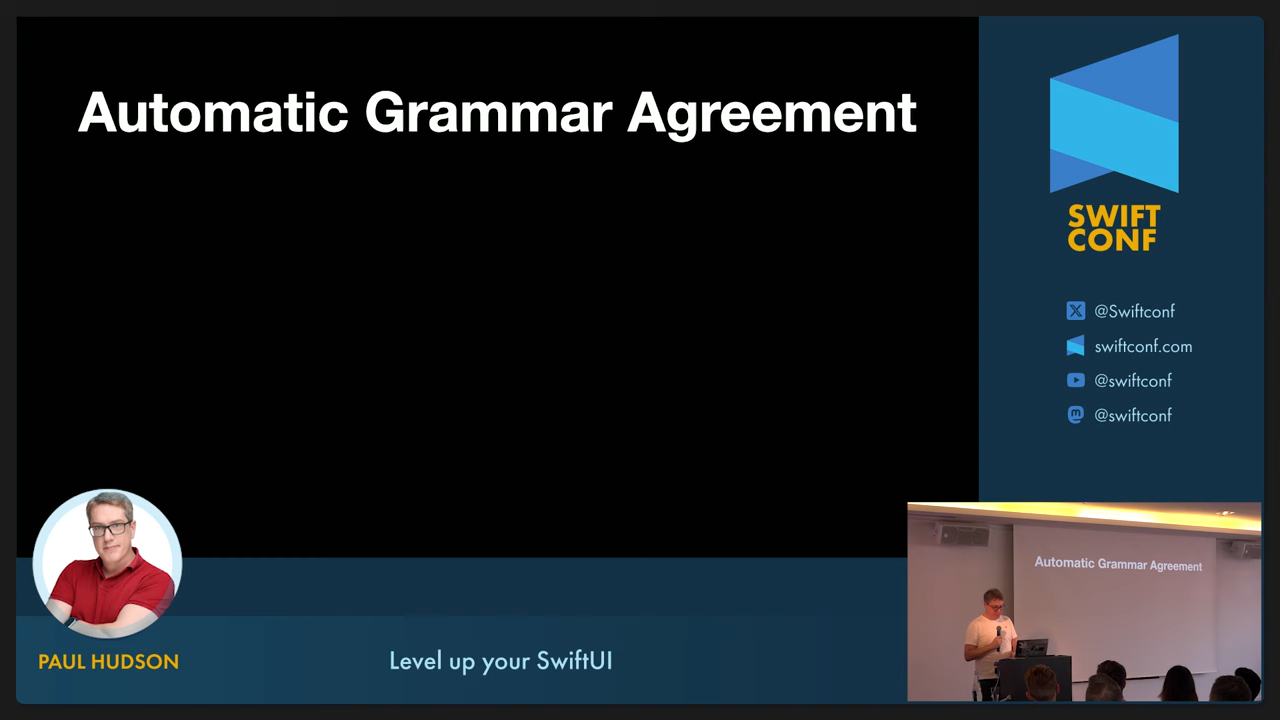 Automatic Grammar Agreement
SWIFT
CONF
@Swiftconf
swiftconf.com
@swiftconf
@swiftconf
Automatic Grammar Agreement
PAUL HUDSON
Level up your SwiftUI